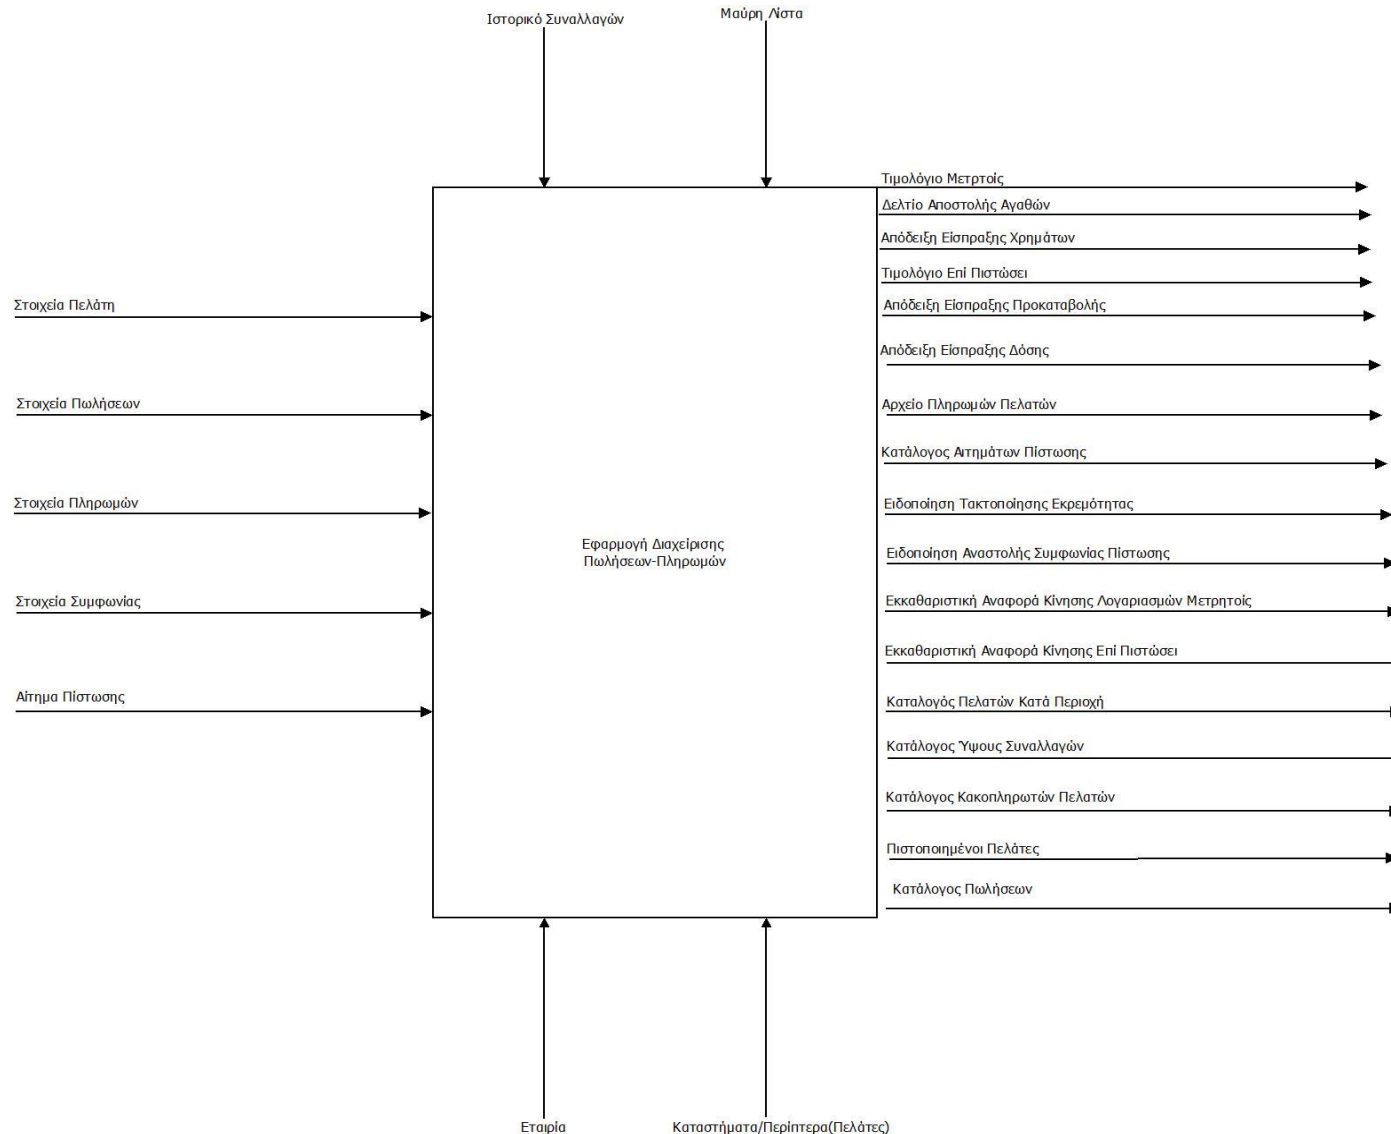 Ιστορικό Συναλλαγών
Μαύρη Λίστα
Τιμολόγιο Μετρτοίς
Δελτίο Αποστολής Αγαθών
Απόδειξη Είσπραξης Χρημάτων
Τιμολόγιο Επί Πιστώσει
Απόδειξη Είσπραξης Προκαταβολής
Απόδειξη Είσπραξης Δόσης
Αρχείο Πληρωμών Πελατών
Κατάλογος Αιτημάτων Πίστωσης
Ειδοποίηση Τακτοποίησης Εκρεμότητας
Ειδοποίηση Αναστολής Συμφωνίας Πίστωσης
Εκκαθαριστική Αναφορά Κίνησης Λογαριασμών Μετρητοίς
Εκκαθαριστική Αναφορά Κίνησης Επί Πιστώσει
Καταλογός Πελατών Κατά Περιοχή
Κατάλογος Ύψους Συναλλαγών
Κατάλογος Κακοπληρωτών Πελατών
Πιστοποιημένοι Πελάτες
Κατάλογος Πωλήσεων
Στοιχεία Πελάτη
Στοιχεία Πωλήσεων
Στοιχεία Πληρωμών
Στοιχεία Συμφωνίας
Αίτημα Πίστωσης
Εφαρμογή Διαχείρισης
Πωλήσεων-Πληρωμών
Εταιρία
Καταστήματα/Περίπτερα(Πελάτες)